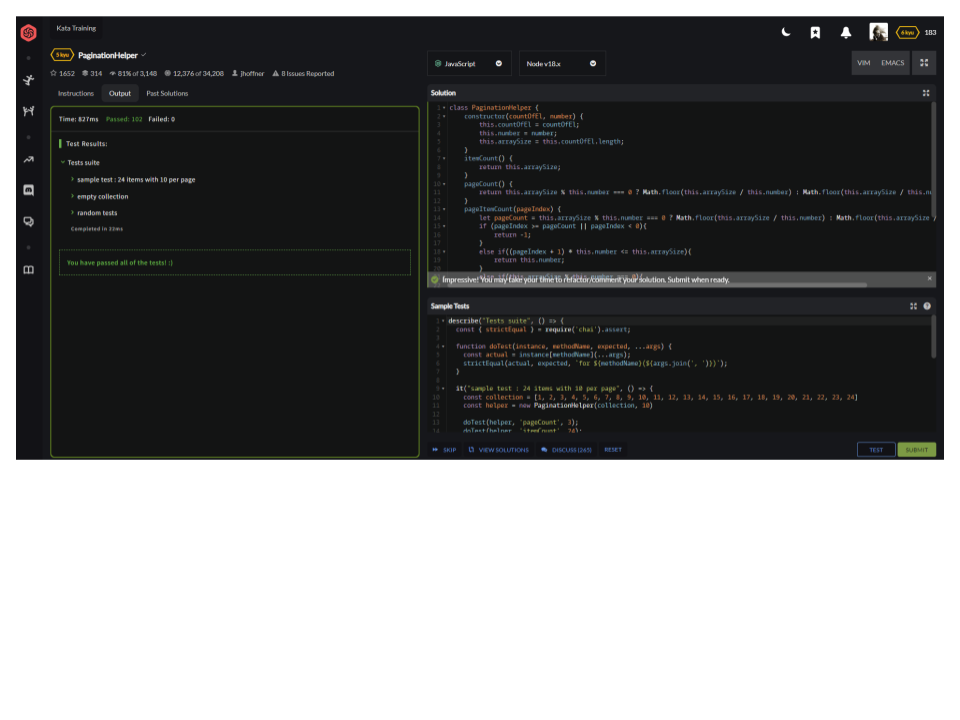 Kata Training
6 kyu 183
5 kyu PaginationHelper
1652 314 81% of 3,148 12,376 of 34,208 jhoffner 8 Issues Reported
Instructions Output Past Solutions
Time: 827ms Passed: 102 Failed: 0
Test Results:
Tests suite
sample test : 24 items with 10 per page
empty collection
random tests
Completed in 22ms
You have passed all of the tests! :)
JavaScript Node v18.x VIM EMACS
Solution
1 class PaginationHelper {
2 constructor(countOfEl, number) {
3 this.countOfEl = countOfEl;
4 this.number = number;
5 this.arraySize = this.countOfEl.length;
6 }
7 itemCount() {
8 return this.arraySize;
9 }
10 pageCount() {
11 return this.arraySize % this.number === 0 ? Math.floor(this.arraySize / this.number) : Math.floor(this.arraySize / this.nu
12 }
13 pageItemCount(pageIndex) {
14 let pageCount = this.arraySize % this.number === 0 ? Math.floor(this.arraySize / this.number) : Math.floor(this.arraySize /
15 if (pageIndex >= pageCount || pageIndex < 0){
16 return -1;
17 }
18 else if((pageIndex + 1) * this.number <= this.arraySize){
19 return this.number;
20 }
Impressive! You may take your time to refactor/comment your solution. Submit when ready.
Sample Tests
1 describe("Tests suite", () => {
2 const { strictEqual } = require('chai').assert;
3
4 function doTest(instance, methodName, expected, ...args) {
5 const actual = instance[methodName](...args);
6 strictEqual(actual, expected, `for ${methodName}(${args.join(', ')})`);
7 }
8
9 it("sample test : 24 items with 10 per page", () => {
10 const collection = [1, 2, 3, 4, 5, 6, 7, 8, 9, 10, 11, 12, 13, 14, 15, 16, 17, 18, 19, 20, 21, 22, 23, 24]
11 const helper = new PaginationHelper(collection, 10)
12
13 doTest(helper, 'pageCount', 3);
14 doTest(helper, 'itemCount', 24);
SKIP VIEW SOLUTIONS DISCUSS (265) RESET TEST SUBMIT